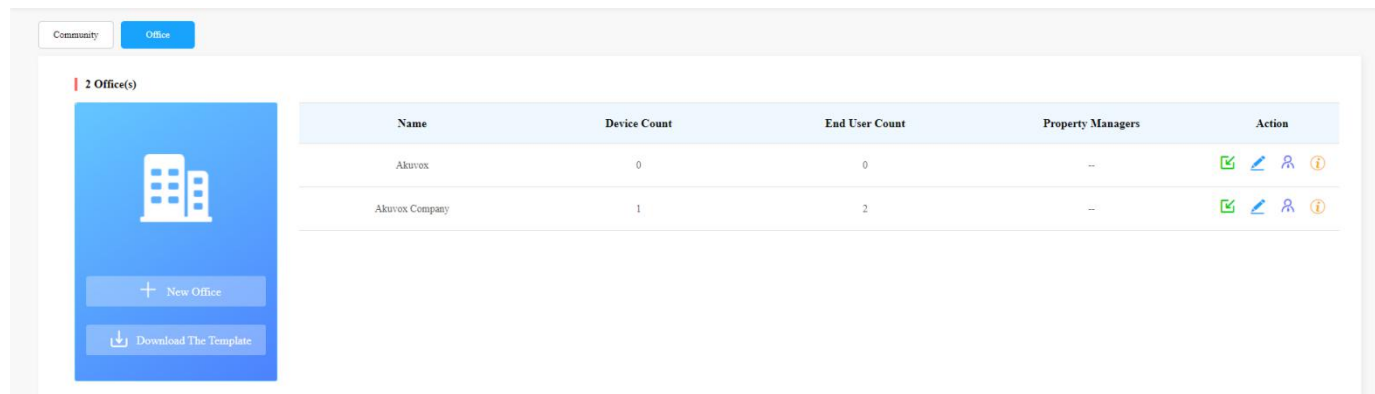 Community Office
2 Office(s)
Name Device Count End User Count Property Managers Action
Akuvox 0 0 --
Akuvox Company 1 2 --
New Office
Download The Template